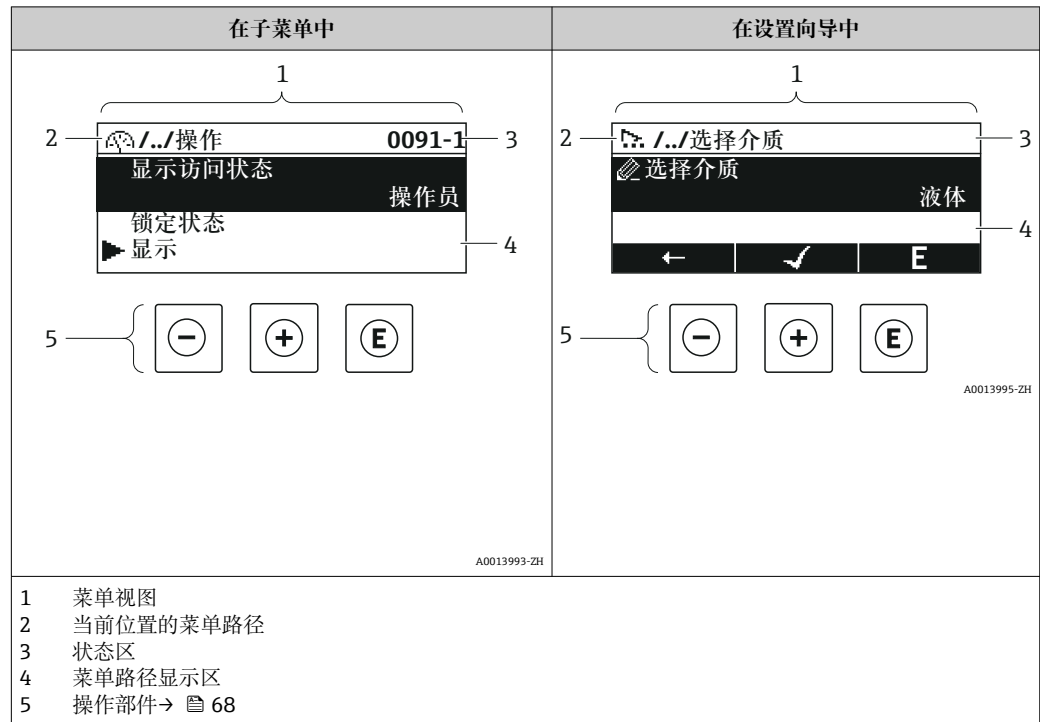 在子菜单中
1
2
/../操作 0091-1
3
显示访问状态
操作员
锁定状态
显示
4
5
- + E
A0013993-ZH
在设置向导中
1
2
/../选择介质
3
选择介质
液体
4
← ✓ E
5
- + E
A0013995-ZH
1 菜单视图
2 当前位置的菜单路径
3 状态区
4 菜单路径显示区
5 操作部件→ 68